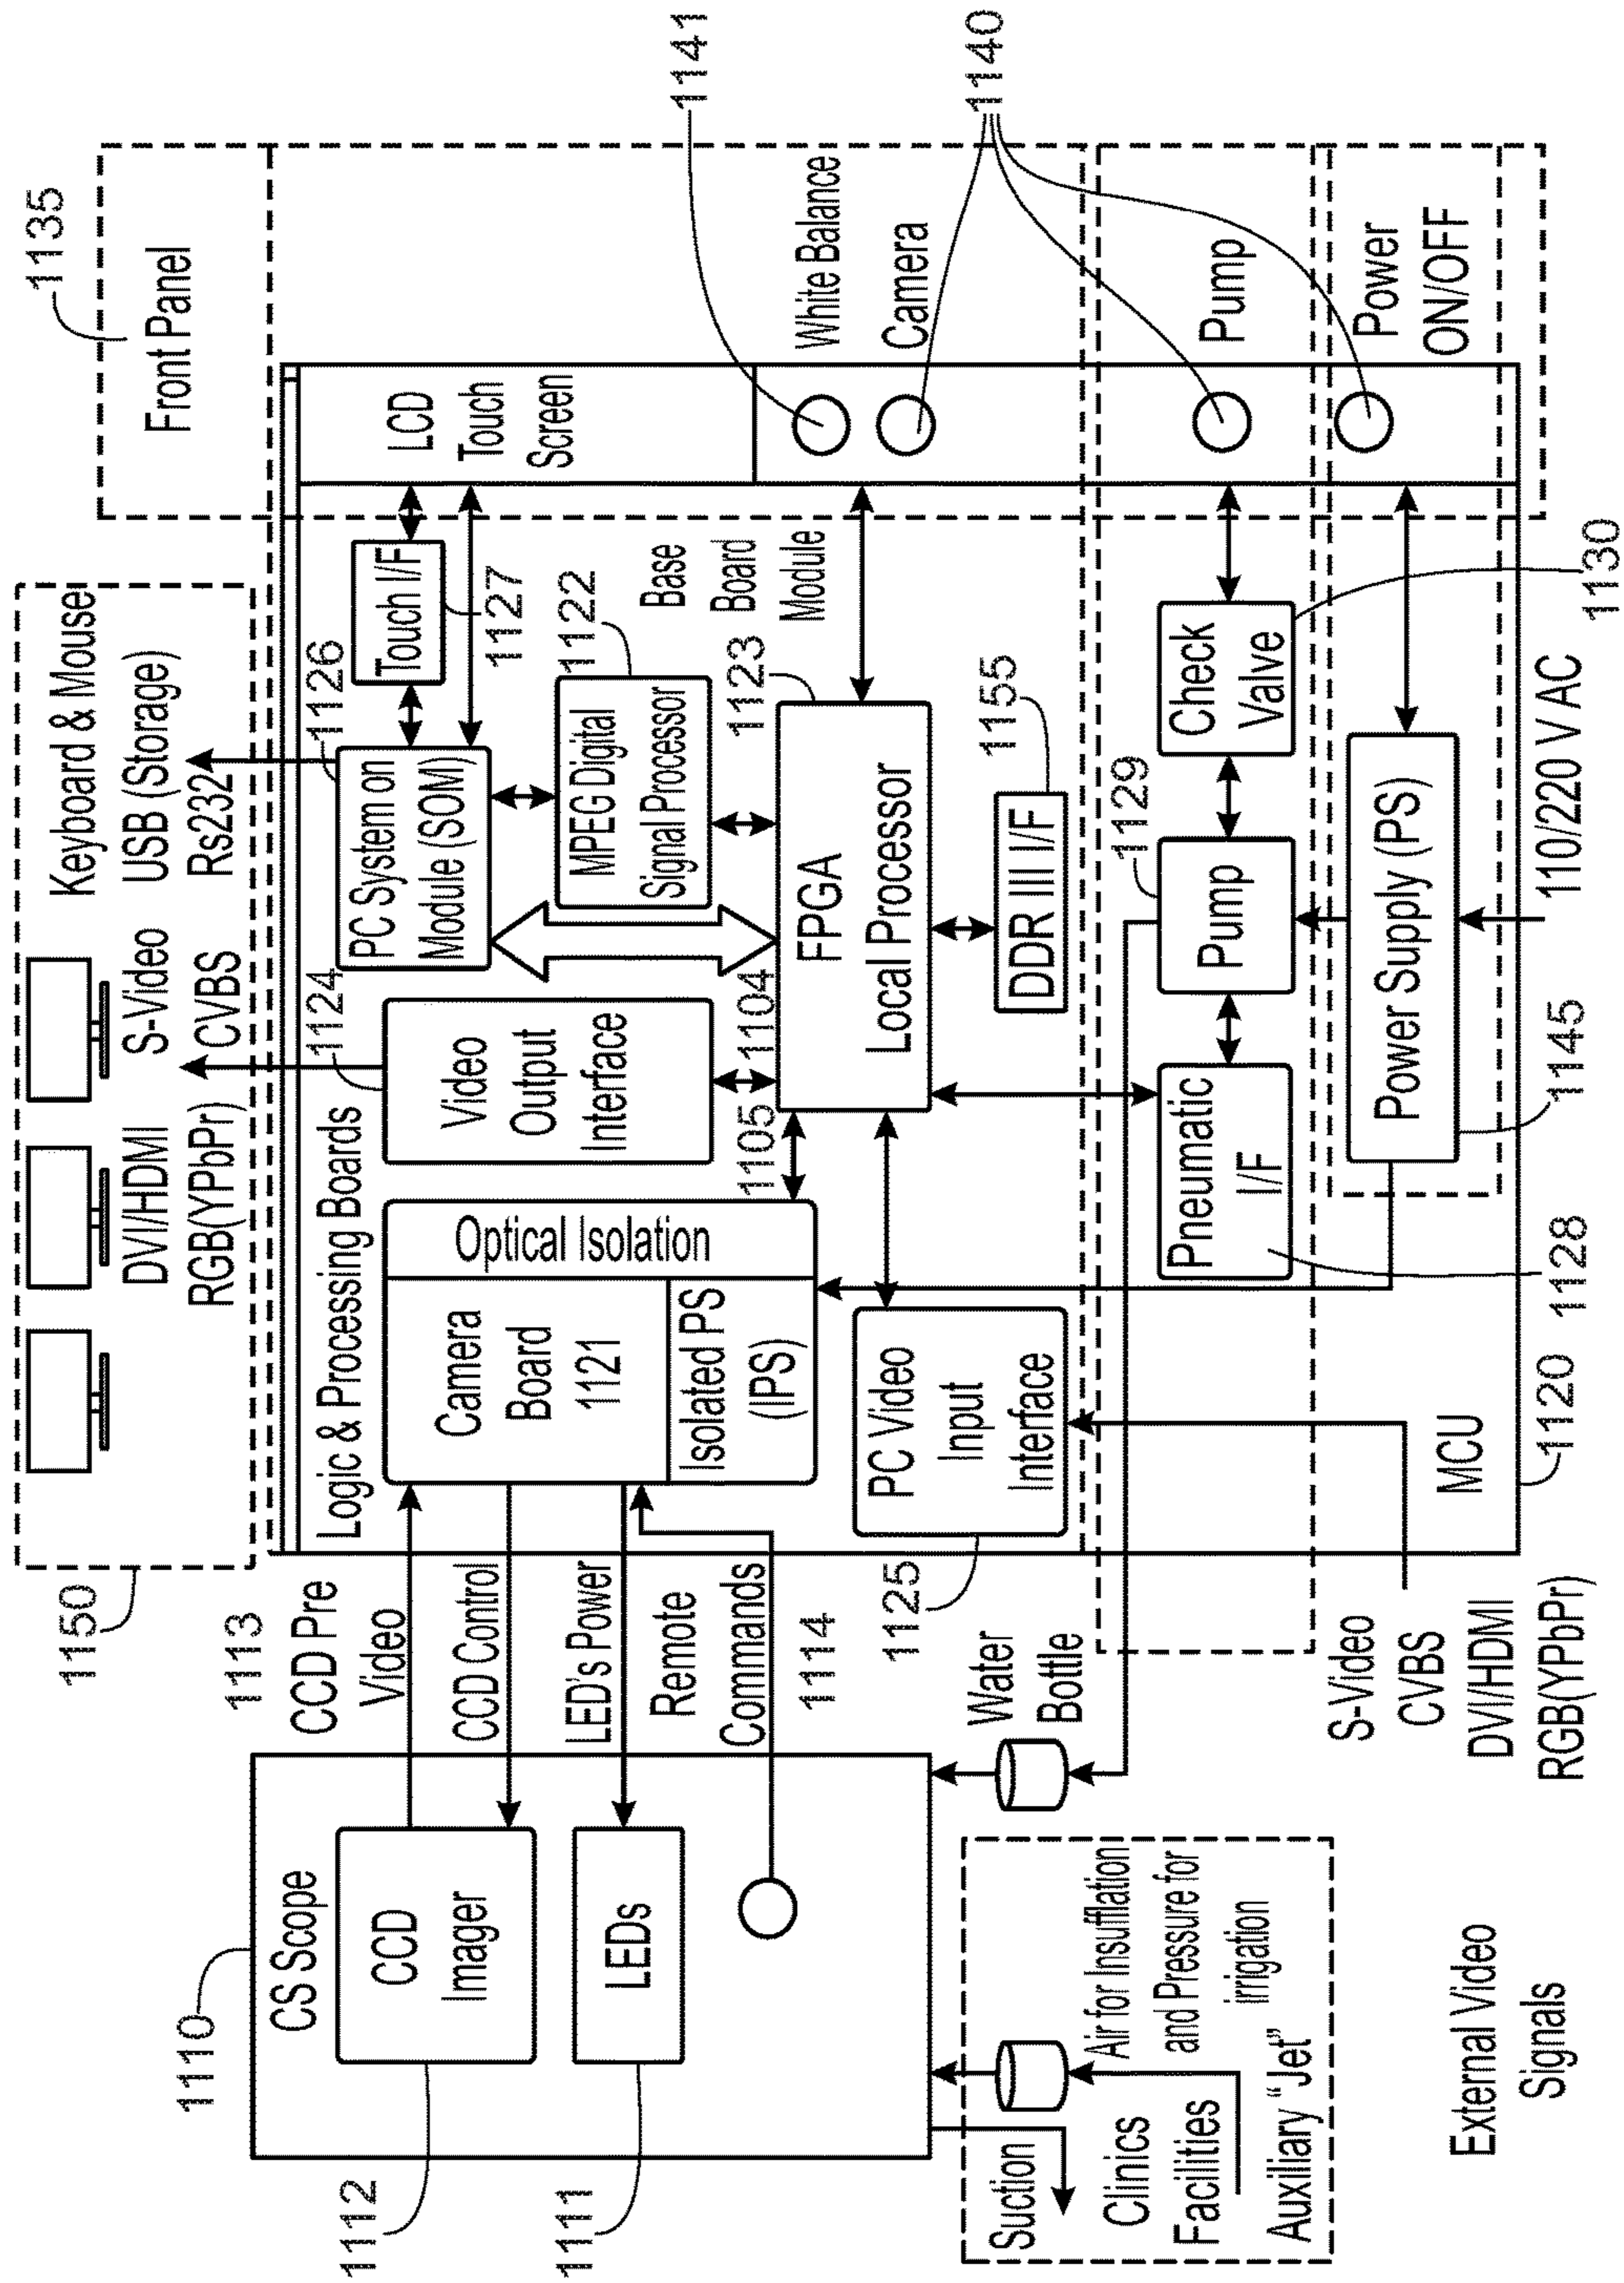 1150
Keyboard & Mouse
USB (Storage)
Rs232
S-Video
CVBS
DVI/HDMI
RGB(YPbPr)
1135
Front Panel
1110
CS Scope
CCD
Imager
1112
LEDs
1111
1113
CCD Pre
Video
CCD Control
LED's Power
Remote
Commands
1114
Logic & Processing Boards
Camera
Board
1121
Optical Isolation
Isolated PS
(IPS)
1105
1104
1124
Video
Output
Interface
1126
PC System on
Module (SOM)
Touch I/F
1127
LCD
Touch
Screen
1122
MPEG Digital
Signal Processor
Base
Board
Module
1123
FPGA
Local Processor
1155
DDR III I/F
PC Video
Input
Interface
1125
White Balance
Camera
1141
1140
Pump
Power
ON/OFF
Water
Bottle
Pneumatic
I/F
1128
1129
Pump
Check
Valve
1130
Power Supply (PS)
1145
110/220 V AC
MCU
1120
Suction
Clinics
Facilities
Auxiliary “Jet”
Air for Insufflation
and Pressure for
irrigation
S-Video
CVBS
DVI/HDMI
RGB(YPbPr)
External Video
Signals